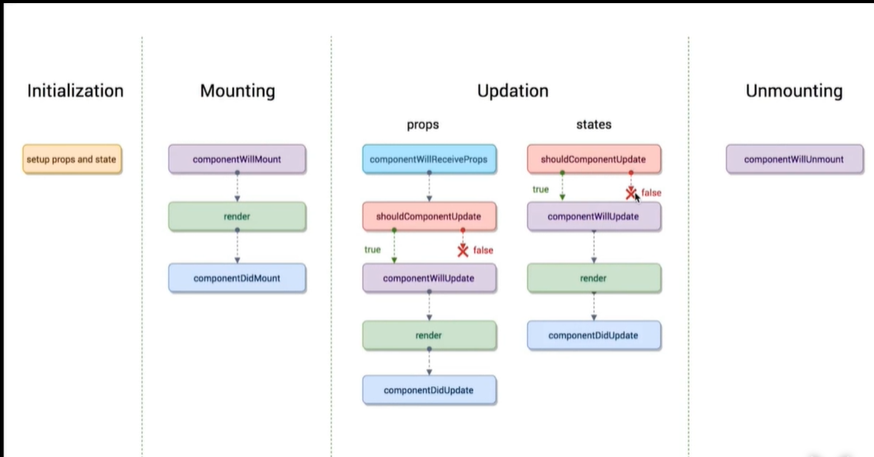 Initialization
Mounting
Updation
Unmounting
props
states
setup props and state
componentWillMount
render
componentDidMount
componentWillReceiveProps
shouldComponentUpdate
true
false
componentWillUpdate
render
componentDidUpdate
shouldComponentUpdate
true
false
componentWillUpdate
render
componentDidUpdate
componentWillUnmount